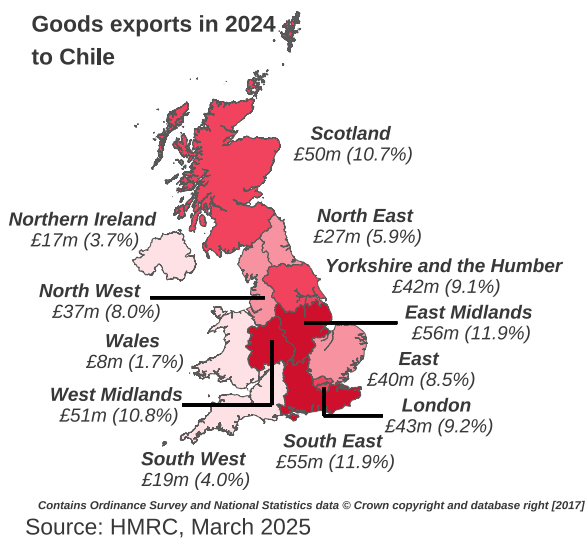 Goods exports in 2024
to Chile
Scotland
£50m (10.7%)
Northern Ireland
£17m (3.7%)
North East
£27m (5.9%)
Yorkshire and the Humber
£42m (9.1%)
North West
£37m (8.0%)
East Midlands
£56m (11.9%)
Wales
£8m (1.7%)
East
£40m (8.5%)
West Midlands
£51m (10.8%)
London
£43m (9.2%)
South East
£55m (11.9%)
South West
£19m (4.0%)
Contains Ordinance Survey and National Statistics data © Crown copyright and database right [2017]
Source: HMRC, March 2025